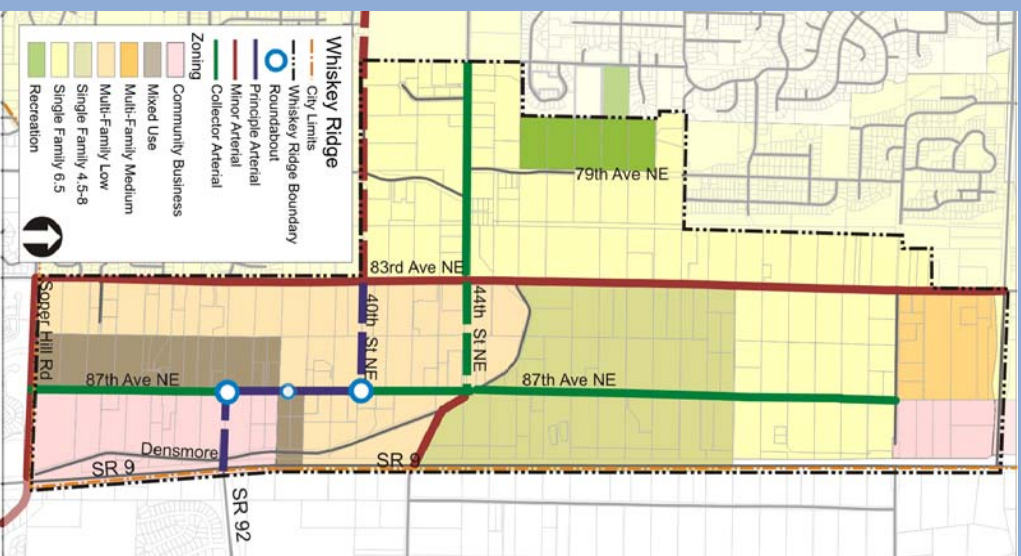 Whiskey Ridge
City Limits
Whiskey Ridge Boundary
Roundabout
Principle Arterial
Minor Arterial
Collector Arterial
Zoning
Community Business
Mixed Use
Multi-Family Medium
Multi-Family Low
Single Family 4.5-8
Single Family 6.5
Recreation
79th Ave NE
83rd Ave NE
44th St NE
40th St NE
Soper Hill Rd
87th Ave NE
87th Ave NE
Densmore
SR 9
SR 9
SR 92